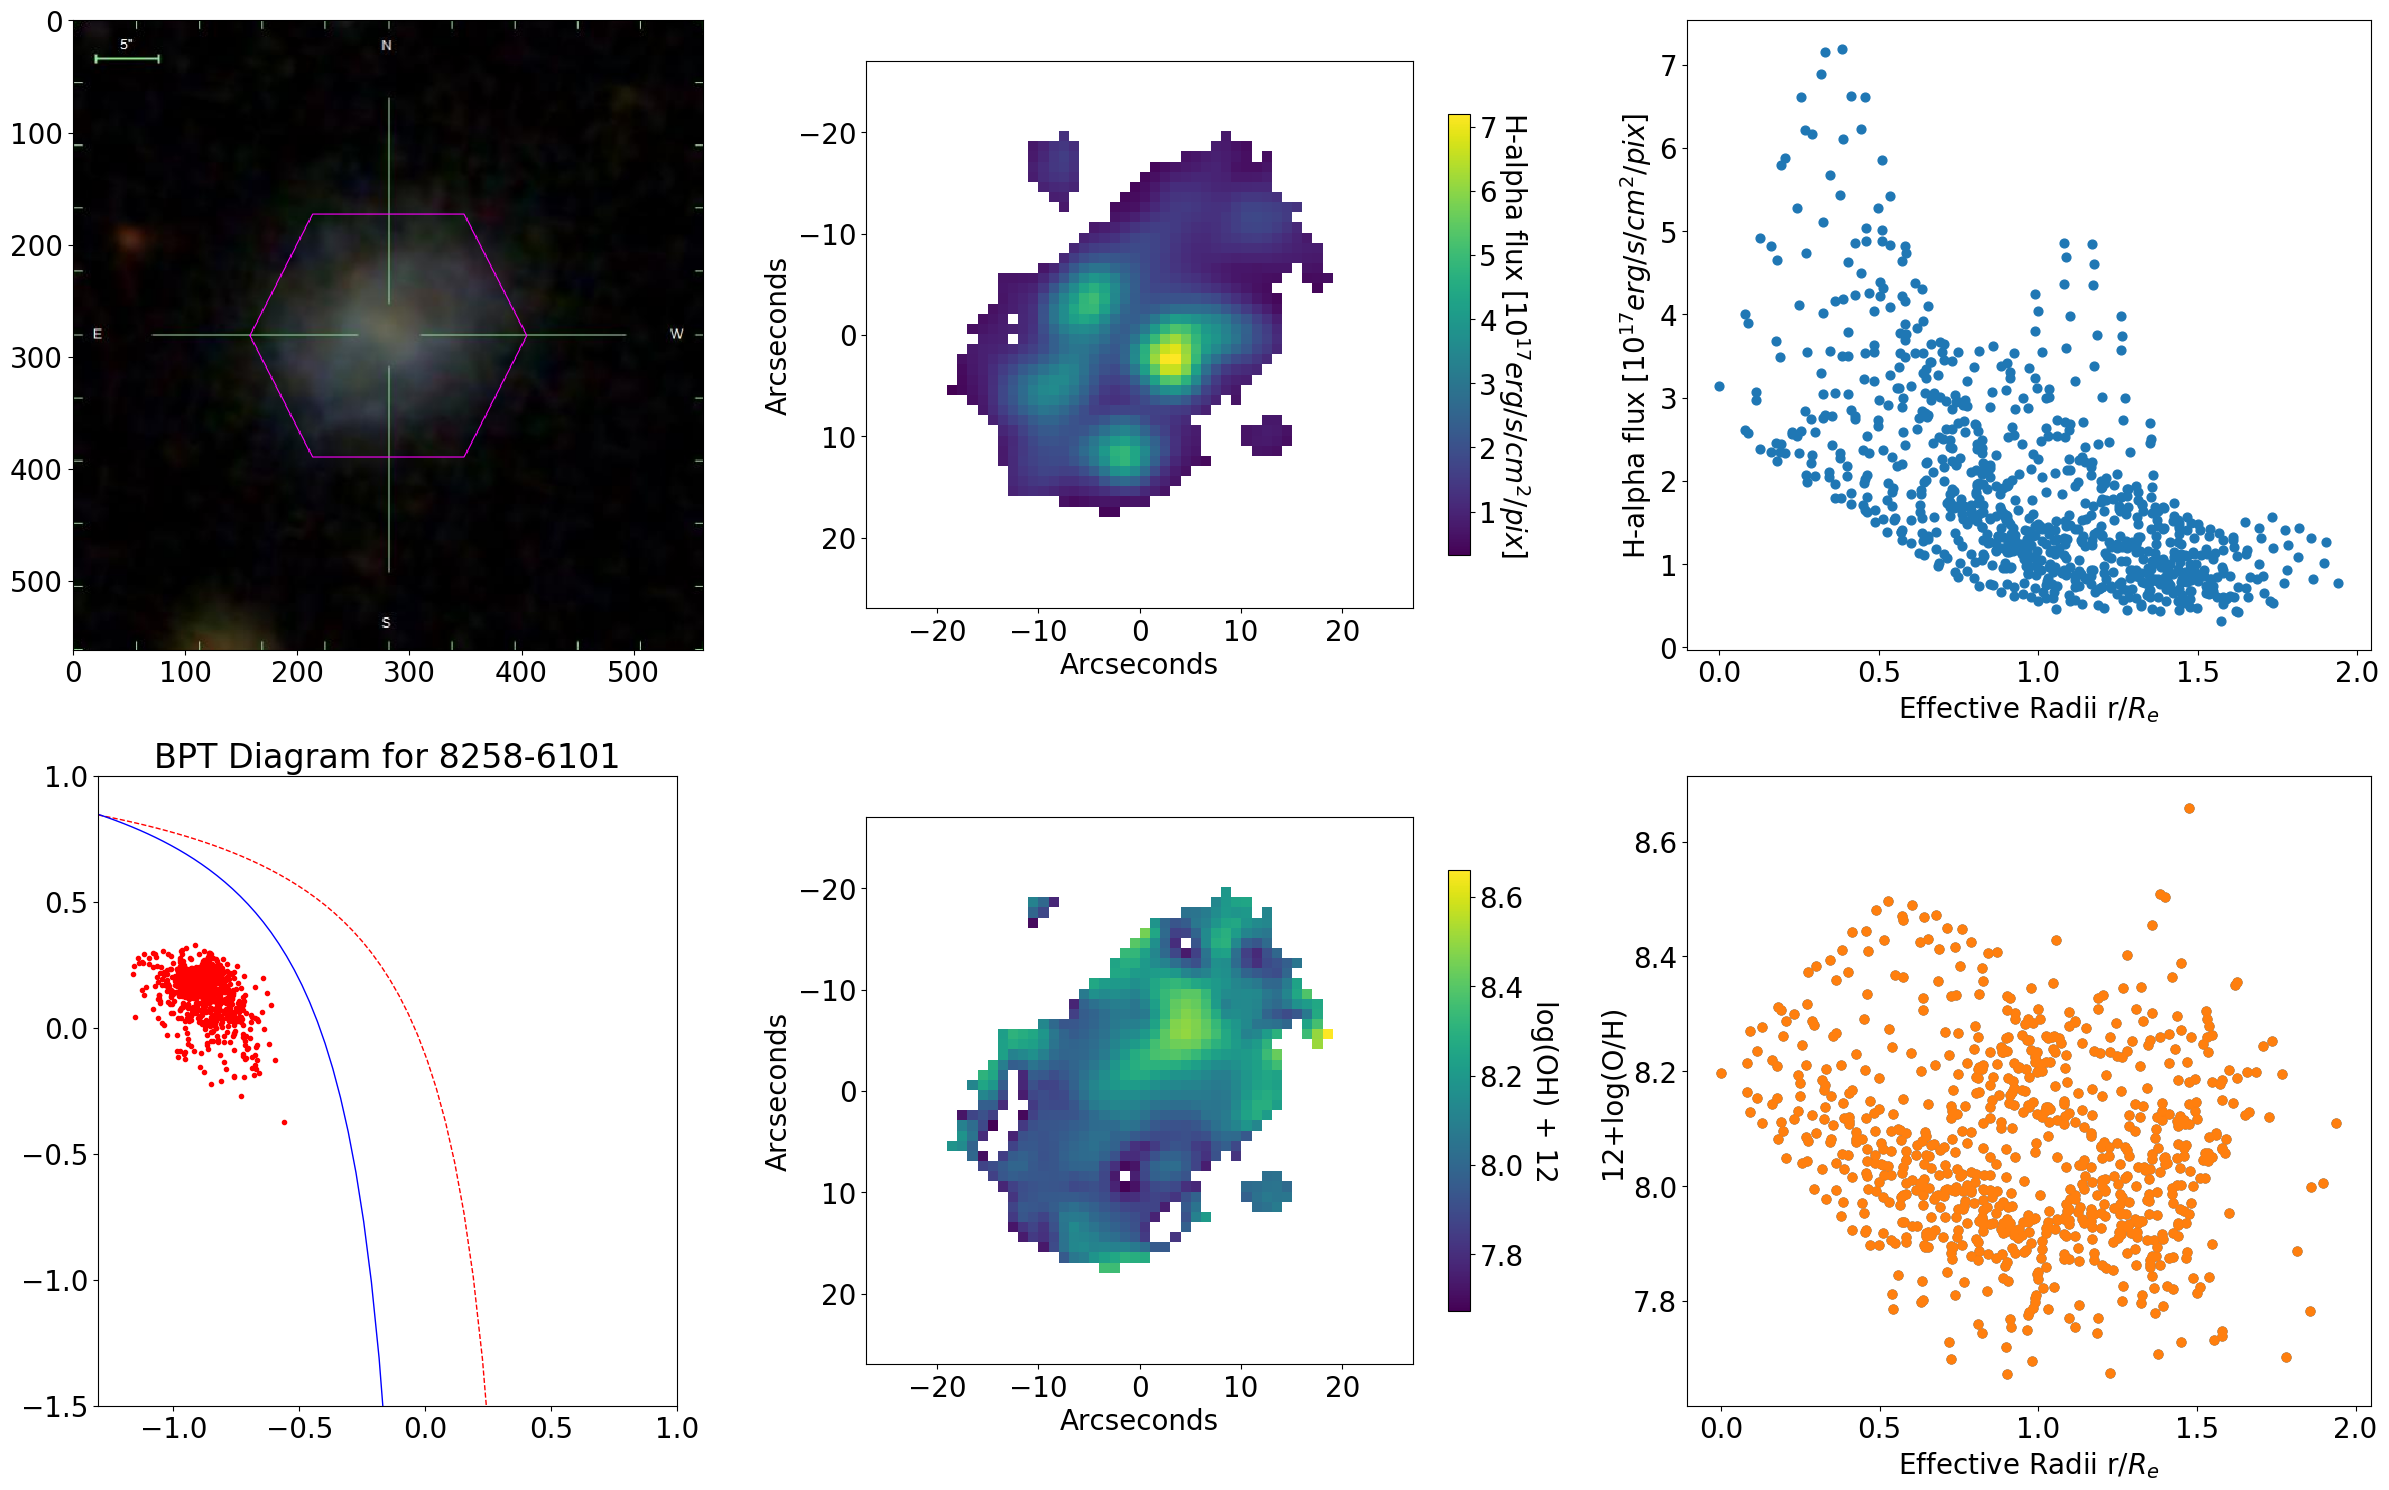 5"
N
E
W
S
0
100
200
300
400
500
0 100 200 300 400 500
−20
−10
0
10
20
Arcseconds
−20 −10 0 10 20
Arcseconds
7
6
5
4
3
2
1
H-alpha flux [10^17 erg/s/cm^2/pix]
7
6
5
4
3
2
1
0
H-alpha flux [10^17 erg/s/cm^2/pix]
0.0 0.5 1.0 1.5 2.0
Effective Radii r/R_e
BPT Diagram for 8258-6101
1.0
0.5
0.0
−0.5
−1.0
−1.5
−1.0 −0.5 0.0 0.5 1.0
−20
−10
0
10
20
Arcseconds
−20 −10 0 10 20
Arcseconds
8.6
8.4
8.2
8.0
7.8
log(OH) + 12
8.6
8.4
8.2
8.0
7.8
12+log(O/H)
0.0 0.5 1.0 1.5 2.0
Effective Radii r/R_e